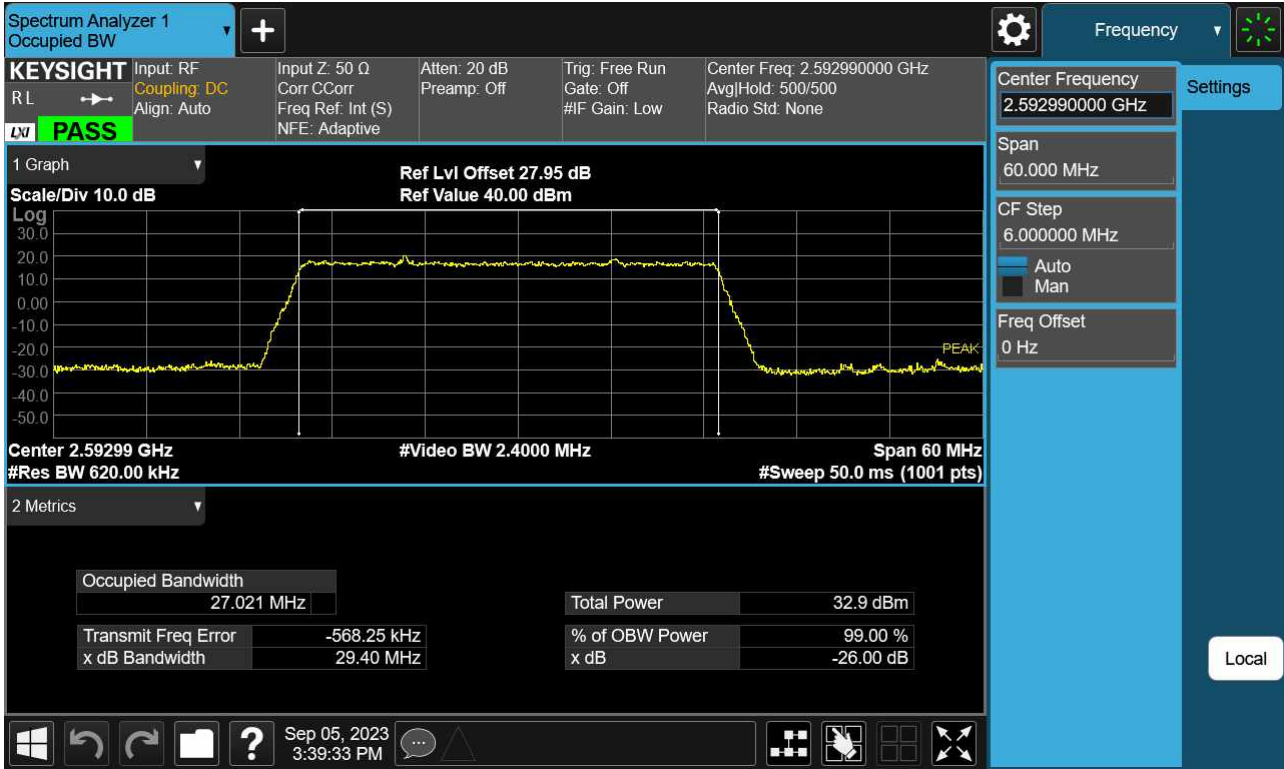 Spectrum Analyzer 1
Occupied BW
Frequency
KEYSIGHT
R L
LXI
PASS
Input: RF
Coupling: DC
Align: Auto
Input Z: 50 Ω
Corr CCorr
Freq Ref: Int (S)
NFE: Adaptive
Atten: 20 dB
Preamp: Off
Trig: Free Run
Gate: Off
#IF Gain: Low
Center Freq: 2.592990000 GHz
Avg|Hold: 500/500
Radio Std: None
Center Frequency
2.592990000 GHz
Settings
Span
60.000 MHz
CF Step
6.000000 MHz
Auto
Man
Freq Offset
0 Hz
Local
1 Graph
Scale/Div 10.0 dB
Ref Lvl Offset 27.95 dB
Ref Value 40.00 dBm
Log
30.0
20.0
10.0
0.00
-10.0
-20.0
-30.0
-40.0
-50.0
PEAK
Center 2.59299 GHz
#Video BW 2.4000 MHz
Span 60 MHz
#Res BW 620.00 kHz
#Sweep 50.0 ms (1001 pts)
2 Metrics
Occupied Bandwidth
27.021 MHz
Total Power 32.9 dBm
Transmit Freq Error -568.25 kHz
% of OBW Power 99.00 %
x dB Bandwidth 29.40 MHz
x dB -26.00 dB
?
Sep 05, 2023
3:39:33 PM